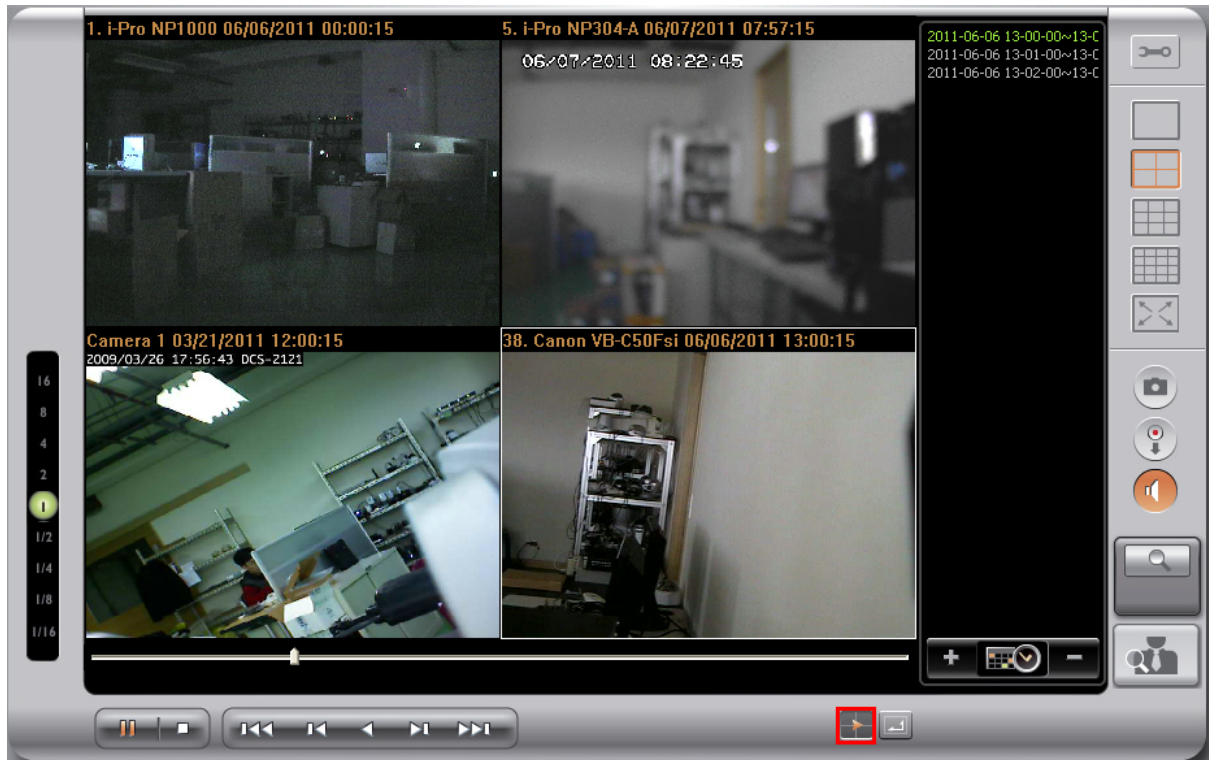 1. i-Pro NP1000 06/06/2011 00:00:15
5. i-Pro NP304-A 06/07/2011 07:57:15
06/07/2011 08:22:45
Camera 1 03/21/2011 12:00:15
2009/03/26 17:56:43 DCS-2121
38. Canon VB-C50Fsi 06/06/2011 13:00:15
2011-06-06 13-00-00~13-0
2011-06-06 13-01-00~13-0
2011-06-06 13-02-00~13-0
16
8
4
2
1
1/2
1/4
1/8
1/16